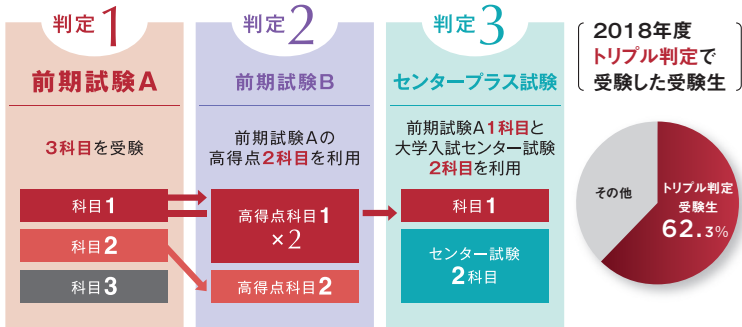 判定1
前期試験A
3科目を受験
科目1
科目2
科目3
判定2
前期試験B
前期試験Aの
高得点2科目を利用
高得点科目1
×2
高得点科目2
判定3
センタープラス試験
前期試験A1科目と
大学入試センター試験
2科目を利用
科目1
センター試験
2科目
2018年度
トリプル判定で
受験した受験生
その他
トリプル判定
受験生
62.3%